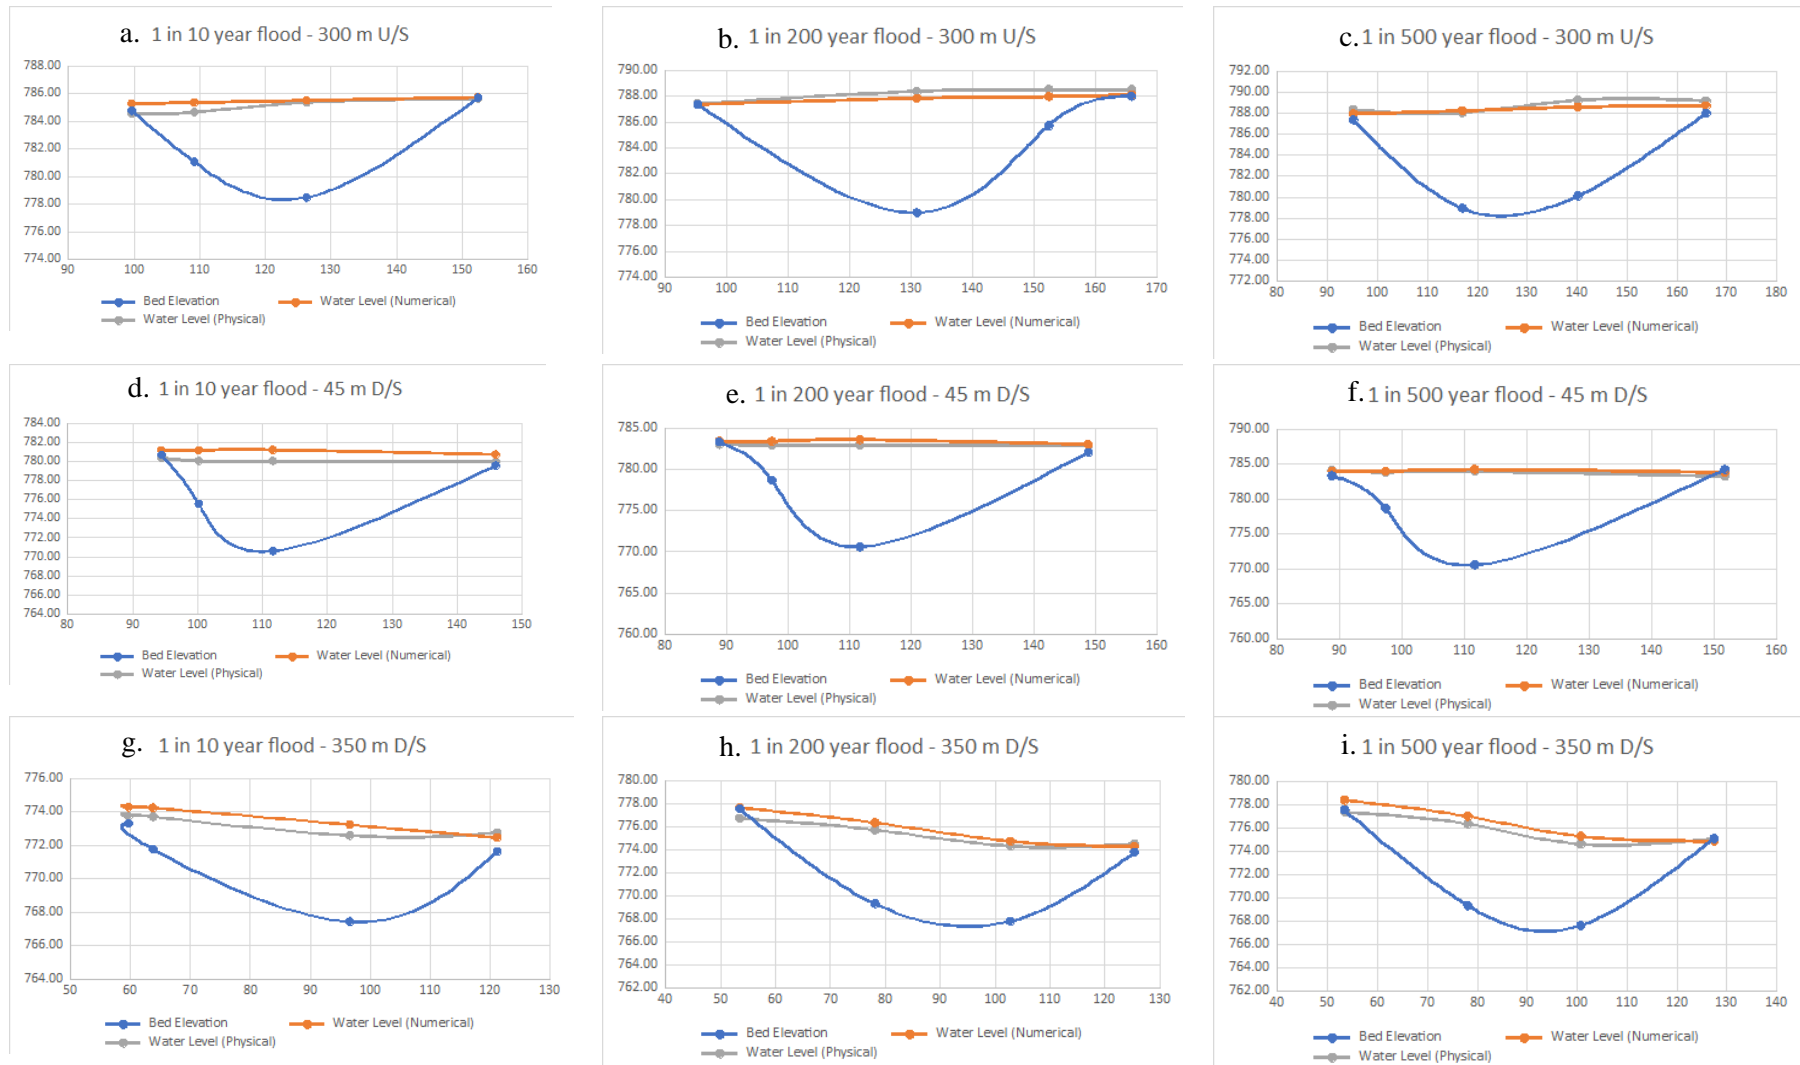 a. 1 in 10 year flood - 300 m U/S
788.00
786.00
784.00
782.00
780.00
778.00
776.00
774.00
90 100 110 120 130 140 150 160
Bed Elevation Water Level (Numerical)
Water Level (Physical)
b. 1 in 200 year flood - 300 m U/S
790.00
788.00
786.00
784.00
782.00
780.00
778.00
776.00
774.00
90 100 110 120 130 140 150 160 170
Bed Elevation Water Level (Numerical)
Water Level (Physical)
c. 1 in 500 year flood - 300 m U/S
792.00
790.00
788.00
786.00
784.00
782.00
780.00
778.00
776.00
774.00
772.00
80 90 100 110 120 130 140 150 160 170 180
Bed Elevation Water Level (Numerical)
Water Level (Physical)
d. 1 in 10 year flood - 45 m D/S
784.00
782.00
780.00
778.00
776.00
774.00
772.00
770.00
768.00
766.00
764.00
80 90 100 110 120 130 140 150
Bed Elevation Water Level (Numerical)
Water Level (Physical)
e. 1 in 200 year flood - 45 m D/S
785.00
780.00
775.00
770.00
765.00
760.00
80 90 100 110 120 130 140 150 160
Bed Elevation Water Level (Numerical)
Water Level (Physical)
f. 1 in 500 year flood - 45 m D/S
790.00
785.00
780.00
775.00
770.00
765.00
760.00
80 90 100 110 120 130 140 150 160
Bed Elevation Water Level (Numerical)
Water Level (Physical)
g. 1 in 10 year flood - 350 m D/S
776.00
774.00
772.00
770.00
768.00
766.00
764.00
50 60 70 80 90 100 110 120 130
Bed Elevation Water Level (Numerical)
Water Level (Physical)
h. 1 in 200 year flood - 350 m D/S
780.00
778.00
776.00
774.00
772.00
770.00
768.00
766.00
764.00
762.00
40 50 60 70 80 90 100 110 120 130
Bed Elevation Water Level (Numerical)
Water Level (Physical)
i. 1 in 500 year flood - 350 m D/S
780.00
778.00
776.00
774.00
772.00
770.00
768.00
766.00
764.00
762.00
40 50 60 70 80 90 100 110 120 130 140
Bed Elevation Water Level (Numerical)
Water Level (Physical)